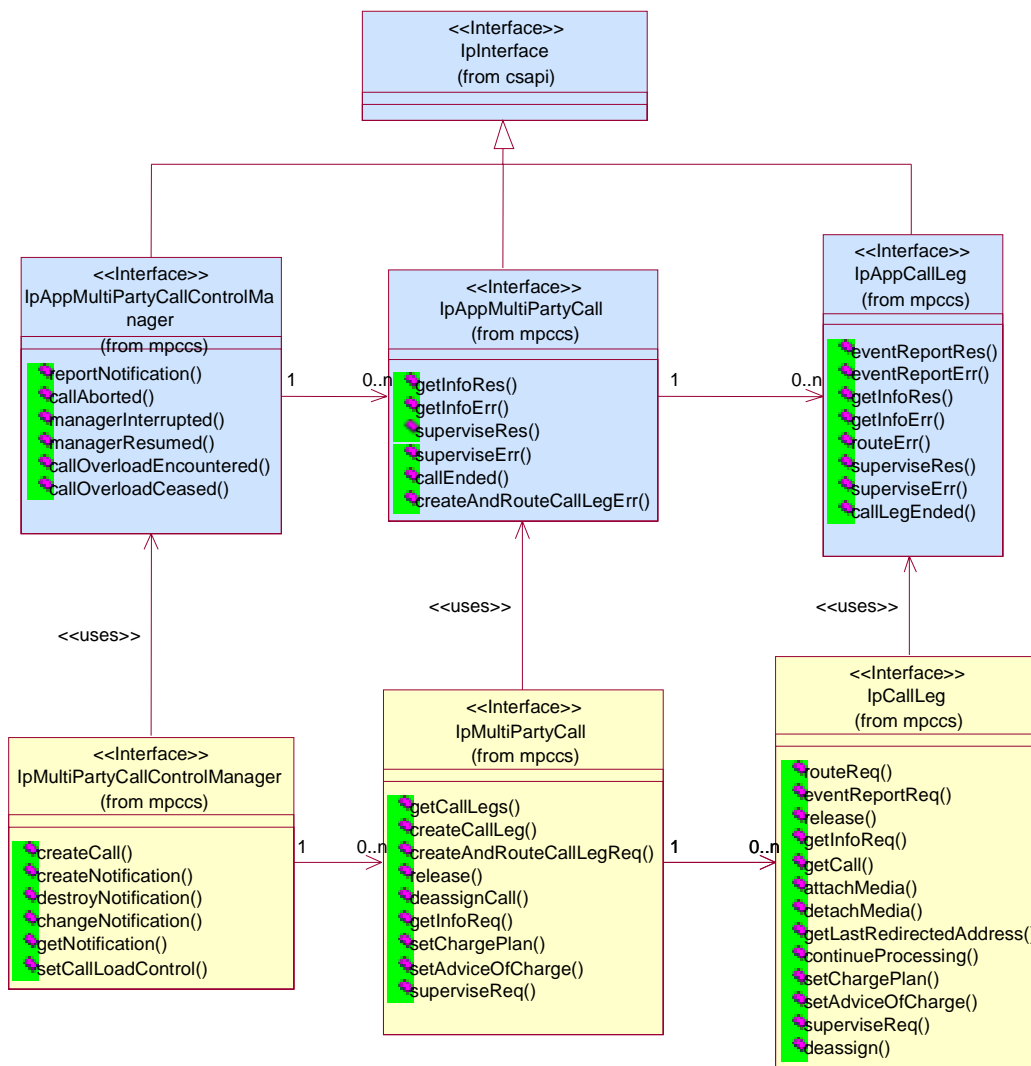 <<Interface>>
IpInterface
(from csapi)
<<Interface>>
IpAppMultiPartyCallControlMa
nager
(from mpccs)
reportNotification()
callAborted()
managerInterrupted()
managerResumed()
callOverloadEncountered()
callOverloadCeased()
1
0..n
<<Interface>>
IpAppMultiPartyCall
(from mpccs)
getInfoRes()
getInfoErr()
superviseRes()
superviseErr()
callEnded()
createAndRouteCallLegErr()
1
0..n
<<Interface>>
IpAppCallLeg
(from mpccs)
eventReportRes()
eventReportErr()
getInfoRes()
getInfoErr()
routeErr()
superviseRes()
superviseErr()
callLegEnded()
<<uses>>
<<uses>>
<<uses>>
<<Interface>>
IpMultiPartyCallControlManager
(from mpccs)
createCall()
createNotification()
destroyNotification()
changeNotification()
getNotification()
setCallLoadControl()
1
0..n
<<Interface>>
IpMultiPartyCall
(from mpccs)
getCallLegs()
createCallLeg()
createAndRouteCallLegReq()
release()
deassignCall()
getInfoReq()
setChargePlan()
setAdviceOfCharge()
superviseReq()
1
0..n
<<Interface>>
IpCallLeg
(from mpccs)
routeReq()
eventReportReq()
release()
getInfoReq()
getCall()
attachMedia()
detachMedia()
getLastRedirectedAddress()
continueProcessing()
setChargePlan()
setAdviceOfCharge()
superviseReq()
deassign()